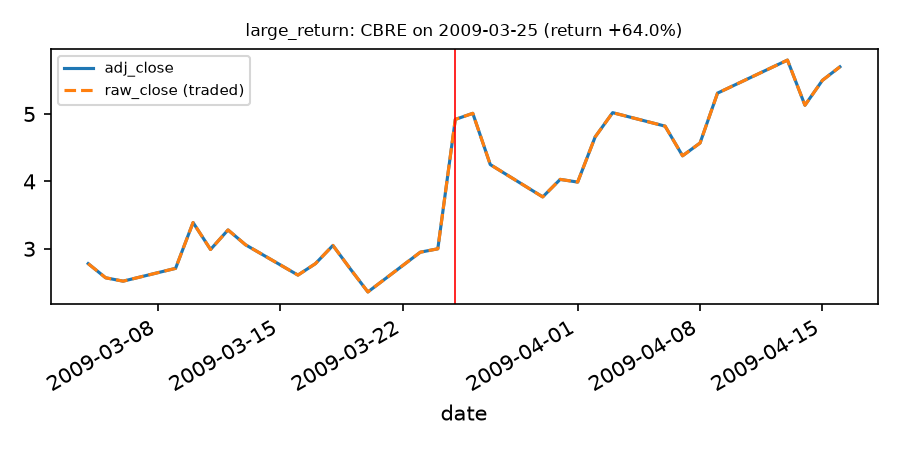 large_return: CBRE on 2009-03-25 (return +64.0%)
adj_close
raw_close (traded)
5
4
3
2009-03-08
2009-03-15
2009-03-22
2009-04-01
2009-04-08
2009-04-15
date